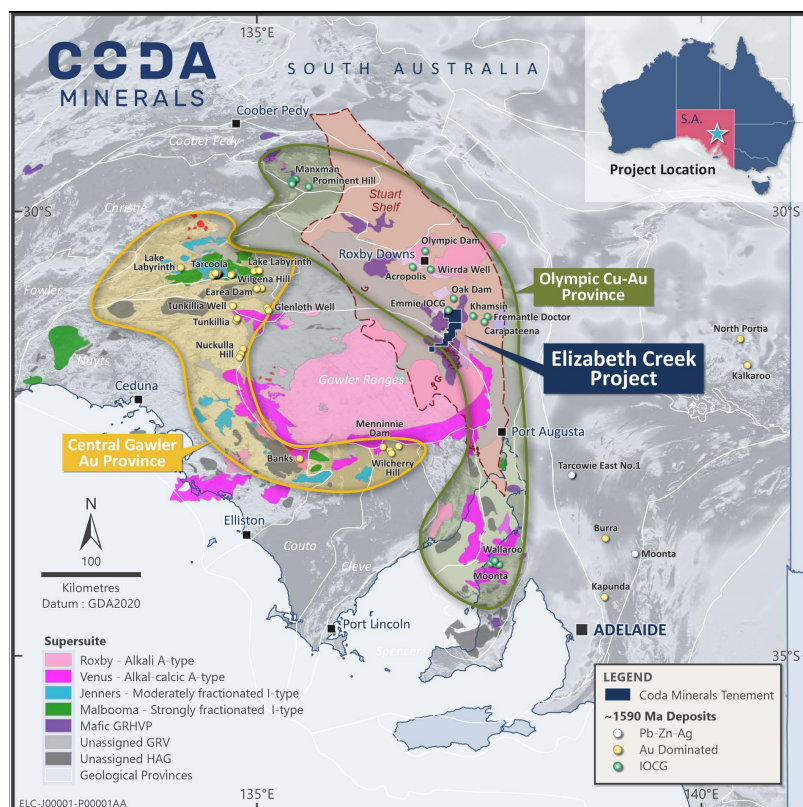 CODA
MINERALS
135°E
SOUTH AUSTRALIA
S.A.
Project Location
Coober Pedy
Coober Pedy
Manxman
Prominent Hill
Stuart
Shelf
Christie
30°S
30°S
Olympic Dam
Roxby Downs
Acropolis
Wirrda Well
Lake
Labyrinth
Tarcoola
Lake Labyrinth
Wilgena Hill
Earea Dam
Olympic Cu-Au
Province
Oak Dam
Emmie IOCG
Khamsin
Fremantle Doctor
Carapateena
Fowler
Tunkillia Well
Glenloth Well
Tunkillia
North Portia
Nuckulla
Hill
Elizabeth Creek
Project
Nuyts
Kalkaroo
Gawler Ranges
Ceduna
Menninnie
Dam
Port Augusta
Central Gawler
Au Province
Banks
Wilcherry
Hill
Tarcowie East No.1
N
100
Kilometres
Datum : GDA2020
Elliston
Couta
Cleve
Burra
Moonta
Wallaroo
Moonta
Kapunda
Port Lincoln
ADELAIDE
Spencer
35°S
Supersuite
Roxby - Alkali A-type
Venus - Alkal-calcic A-type
Jenners - Moderately fractionated I-type
Malbooma - Strongly fractionated I-type
Mafic GRHVP
Unassigned GRV
Unassigned HAG
Geological Provinces
LEGEND
Coda Minerals Tenement
~1590 Ma Deposits
Pb-Zn-Ag
Au Dominated
IOCG
ELC-J00001-P00001AA
135°E
140°E